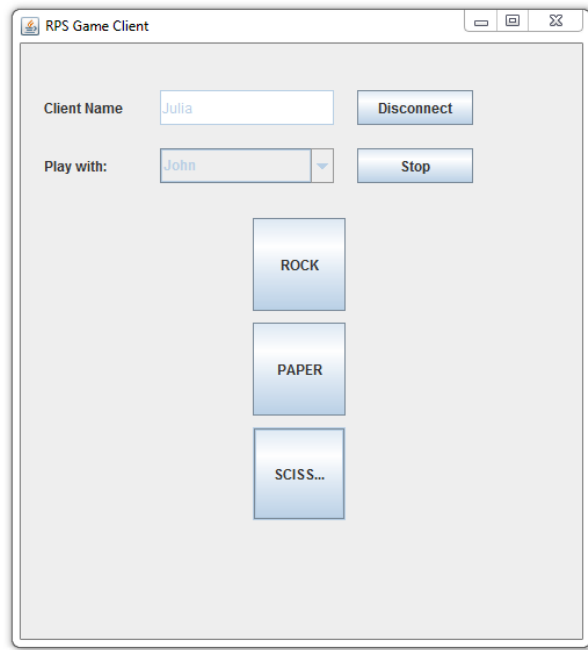 RPS Game Client
Client Name Julia Disconnect
Play with: John Stop
ROCK
PAPER
SCISS...